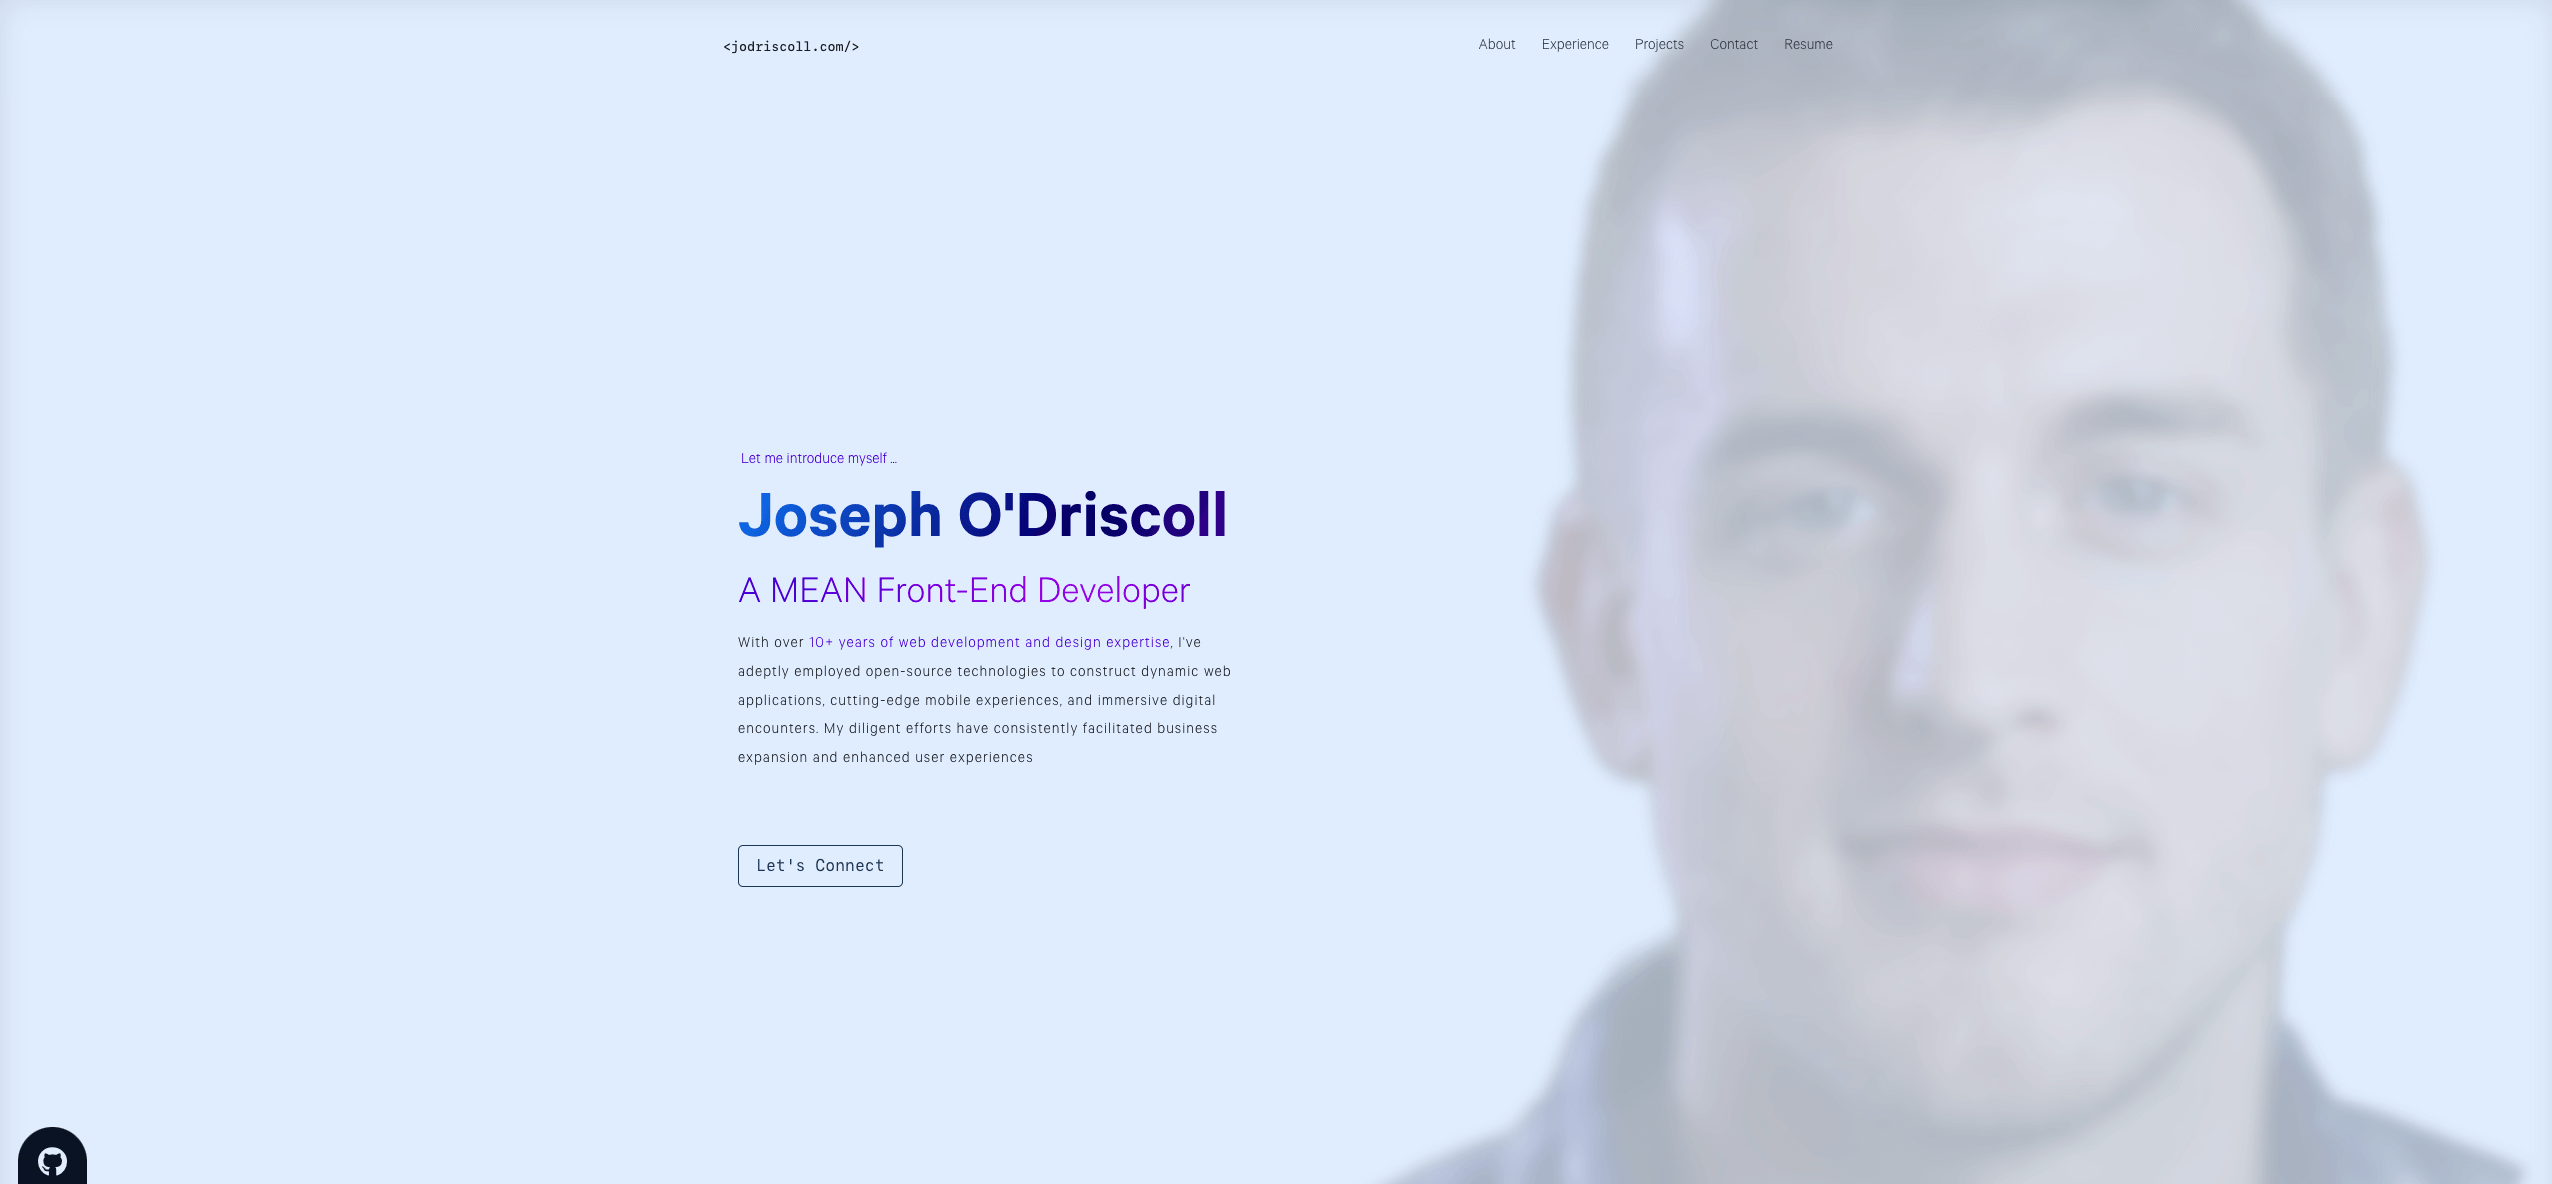 <jodriscoll.com/>
About Experience Projects Contact Resume
Let me introduce myself ...
Joseph O'Driscoll
A MEAN Front-End Developer
With over 10+ years of web development and design expertise, I've
adeptly employed open-source technologies to construct dynamic web
applications, cutting-edge mobile experiences, and immersive digital
encounters. My diligent efforts have consistently facilitated business
expansion and enhanced user experiences
Let's Connect